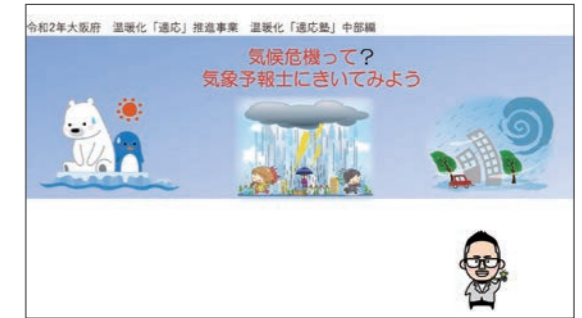 令和2年大阪府　温暖化「適応」推進事業　温暖化「適応塾」中部編
気候危機って？
気象予報士にきいてみよう